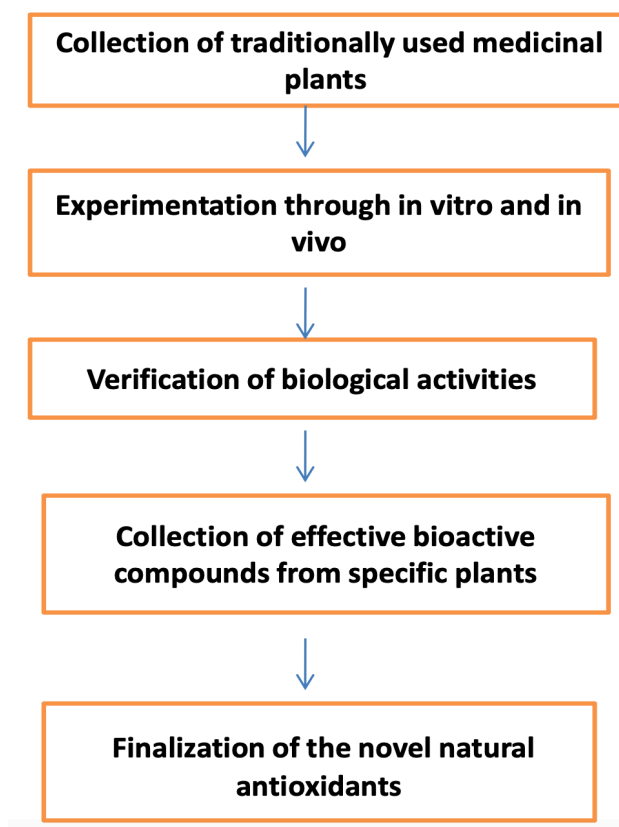 Collection of traditionally used medicinal
plants
Experimentation through in vitro and in
vivo
Verification of biological activities
Collection of effective bioactive
compounds from specific plants
Finalization of the novel natural
antioxidants